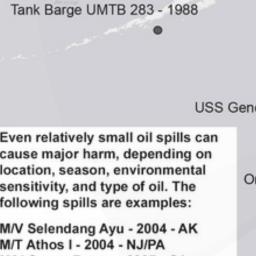 Tank Barge UMTB 283 - 1988
USS Gen
Even relatively small oil spills can
cause major harm, depending on
location, season, environmental
sensitivity, and type of oil. The
following spills are examples:
M/V Selendang Ayu - 2004 - AK
M/T Athos I - 2004 - NJ/PA